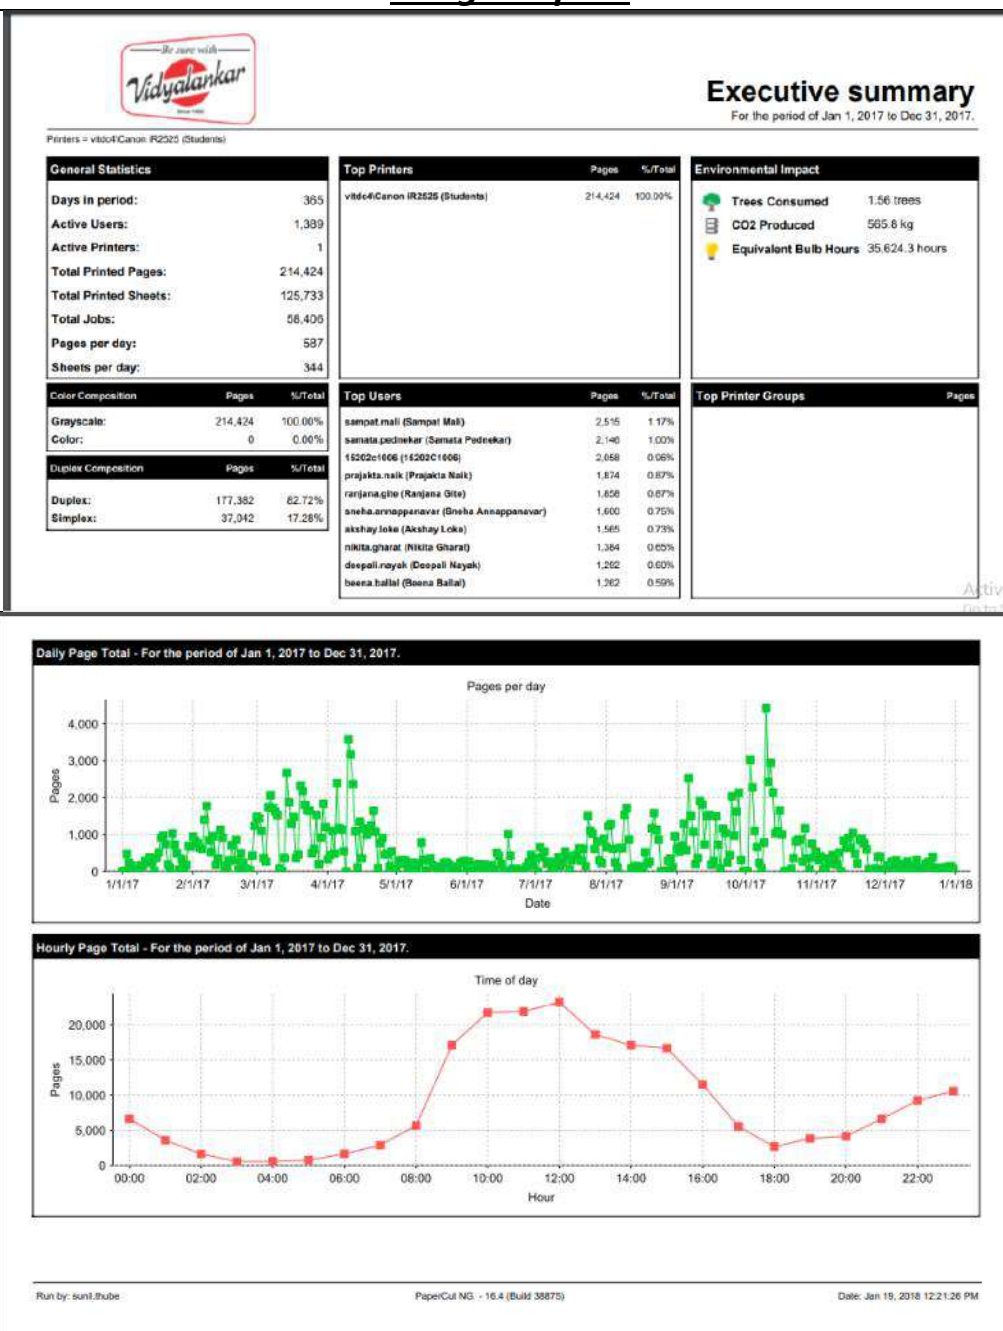 Be sure with
Vidyalankar
Since 1960
Executive summary
For the period of Jan 1, 2017 to Dec 31, 2017.
Printers = vitdc4\Canon iR2525 (Students)
General Statistics
Days in period: 365
Active Users: 1,389
Active Printers: 1
Total Printed Pages: 214,424
Total Printed Sheets: 125,733
Total Jobs: 58,406
Pages per day: 587
Sheets per day: 344
Top Printers Pages %/Total
vitdc4\Canon iR2525 (Students) 214,424 100.00%
Environmental Impact
Trees Consumed 1.56 trees
CO2 Produced 565.8 kg
Equivalent Bulb Hours 35,624.3 hours
Color Composition Pages %/Total
Grayscale: 214,424 100.00%
Color: 0 0.00%
Duplex Composition Pages %/Total
Duplex: 177,382 82.72%
Simplex: 37,042 17.28%
Top Users Pages %/Total
sampat.mali (Sampat Mali) 2,515 1.17%
samata.pednekar (Samata Pednekar) 2,146 1.00%
15202c1006 (15202C1006) 2,058 0.96%
prajakta.naik (Prajakta Naik) 1,874 0.87%
ranjana.gite (Ranjana Gite) 1,858 0.87%
sneha.annappanavar (Sneha Annappanavar) 1,600 0.75%
akshay.loke (Akshay Loke) 1,565 0.73%
nikita.gharat (Nikita Gharat) 1,384 0.65%
deepali.nayak (Deepali Nayak) 0.60%
beena.ballal (Beena Ballal) 1,262 0.59%
Top Printer Groups Pages
Activ
Go to
Daily Page Total - For the period of Jan 1, 2017 to Dec 31, 2017.
Pages per day
Pages
4,000
3,000
2,000
1,000
0
1/1/17 2/1/17 3/1/17 4/1/17 5/1/17 6/1/17 7/1/17 8/1/17 9/1/17 10/1/17 11/1/17 12/1/17 1/1/18
Date
Hourly Page Total - For the period of Jan 1, 2017 to Dec 31, 2017.
Time of day
Pages
20,000
15,000
10,000
5,000
0
00:00 02:00 04:00 06:00 08:00 10:00 12:00 14:00 16:00 18:00 20:00 22:00
Hour
Run by: sunil.thube PaperCut NG - 16.4 (Build 38875) Date: Jan 19, 2018 12:21:26 PM